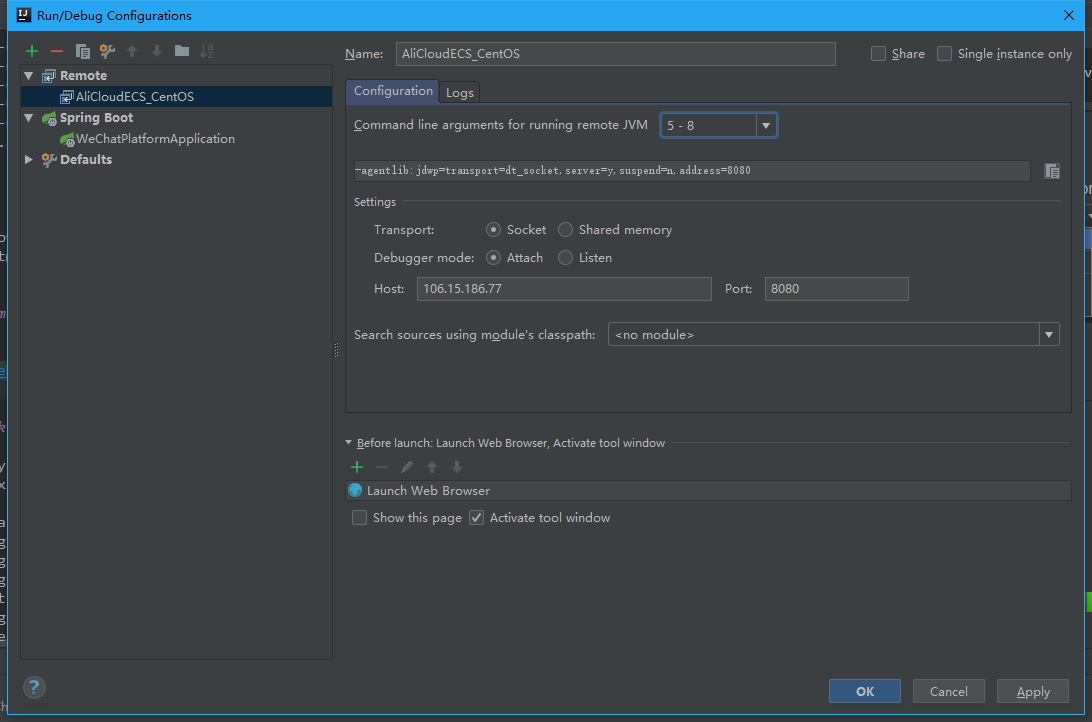 Run/Debug Configurations
Name: AliCloudECS_CentOS Share Single instance only
Remote
AliCloudECS_CentOS
Spring Boot
WeChatPlatformApplication
Defaults
Configuration Logs
Command line arguments for running remote JVM 5 - 8
-agentlib:jdwp=transport=dt_socket,server=y,suspend=n,address=8080
Settings
Transport: Socket Shared memory
Debugger mode: Attach Listen
Host: 106.15.186.77 Port: 8080
Search sources using module's classpath: <no module>
Before launch: Launch Web Browser, Activate tool window
Launch Web Browser
Show this page Activate tool window
?
OK Cancel Apply